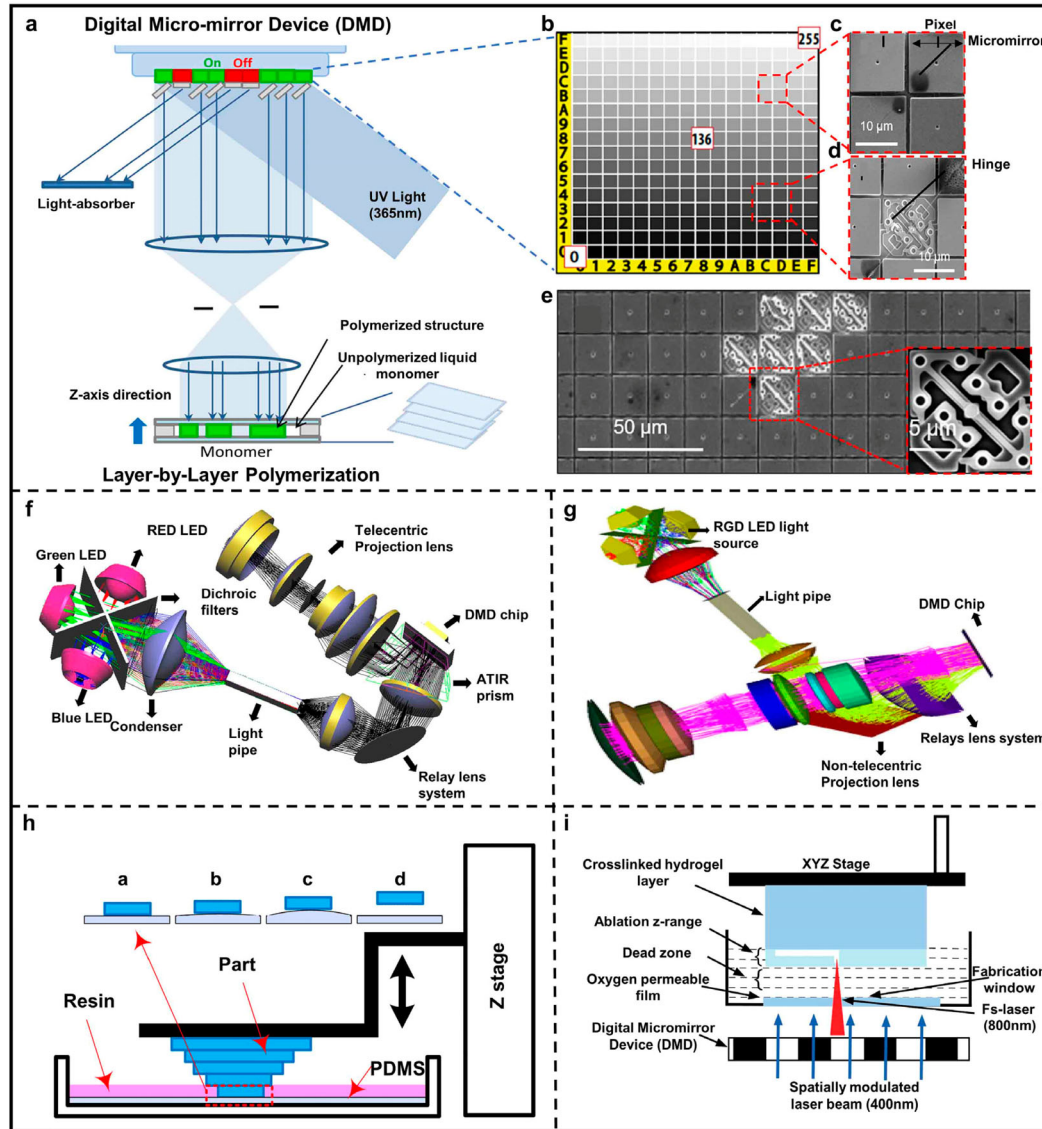 a
Digital Micro-mirror Device (DMD)
On
Off
Light-absorber
UV Light
(365nm)
Polymerized structure
Unpolymerized liquid
monomer
Z-axis direction
Monomer
Layer-by-Layer Polymerization
b
F
E
D
C
B
A
9
8
7
6
5
4
3
2
1
0
255
136
0
1 2 3 4 5 6 7 8 9 A B C D E F
c
Pixel
Micromirror
10 µm
d
Hinge
10 µm
e
50 µm
5 µm
f
RED LED
Green LED
Dichroic
filters
Telecentric
Projection lens
DMD chip
ATIR
prism
Blue LED
Condenser
Light
pipe
Relay lens
system
g
RGD LED light
source
Light pipe
DMD Chip
Relays lens system
Non-telecentric
Projection lens
h
a
b
c
d
Part
Resin
PDMS
Z stage
i
XYZ Stage
Crosslinked hydrogel
layer
Ablation z-range
Dead zone
Oxygen permeable
film
Fabrication
window
Fs-laser
(800nm)
Digital Micromirror
Device (DMD)
Spatially modulated
laser beam (400nm)